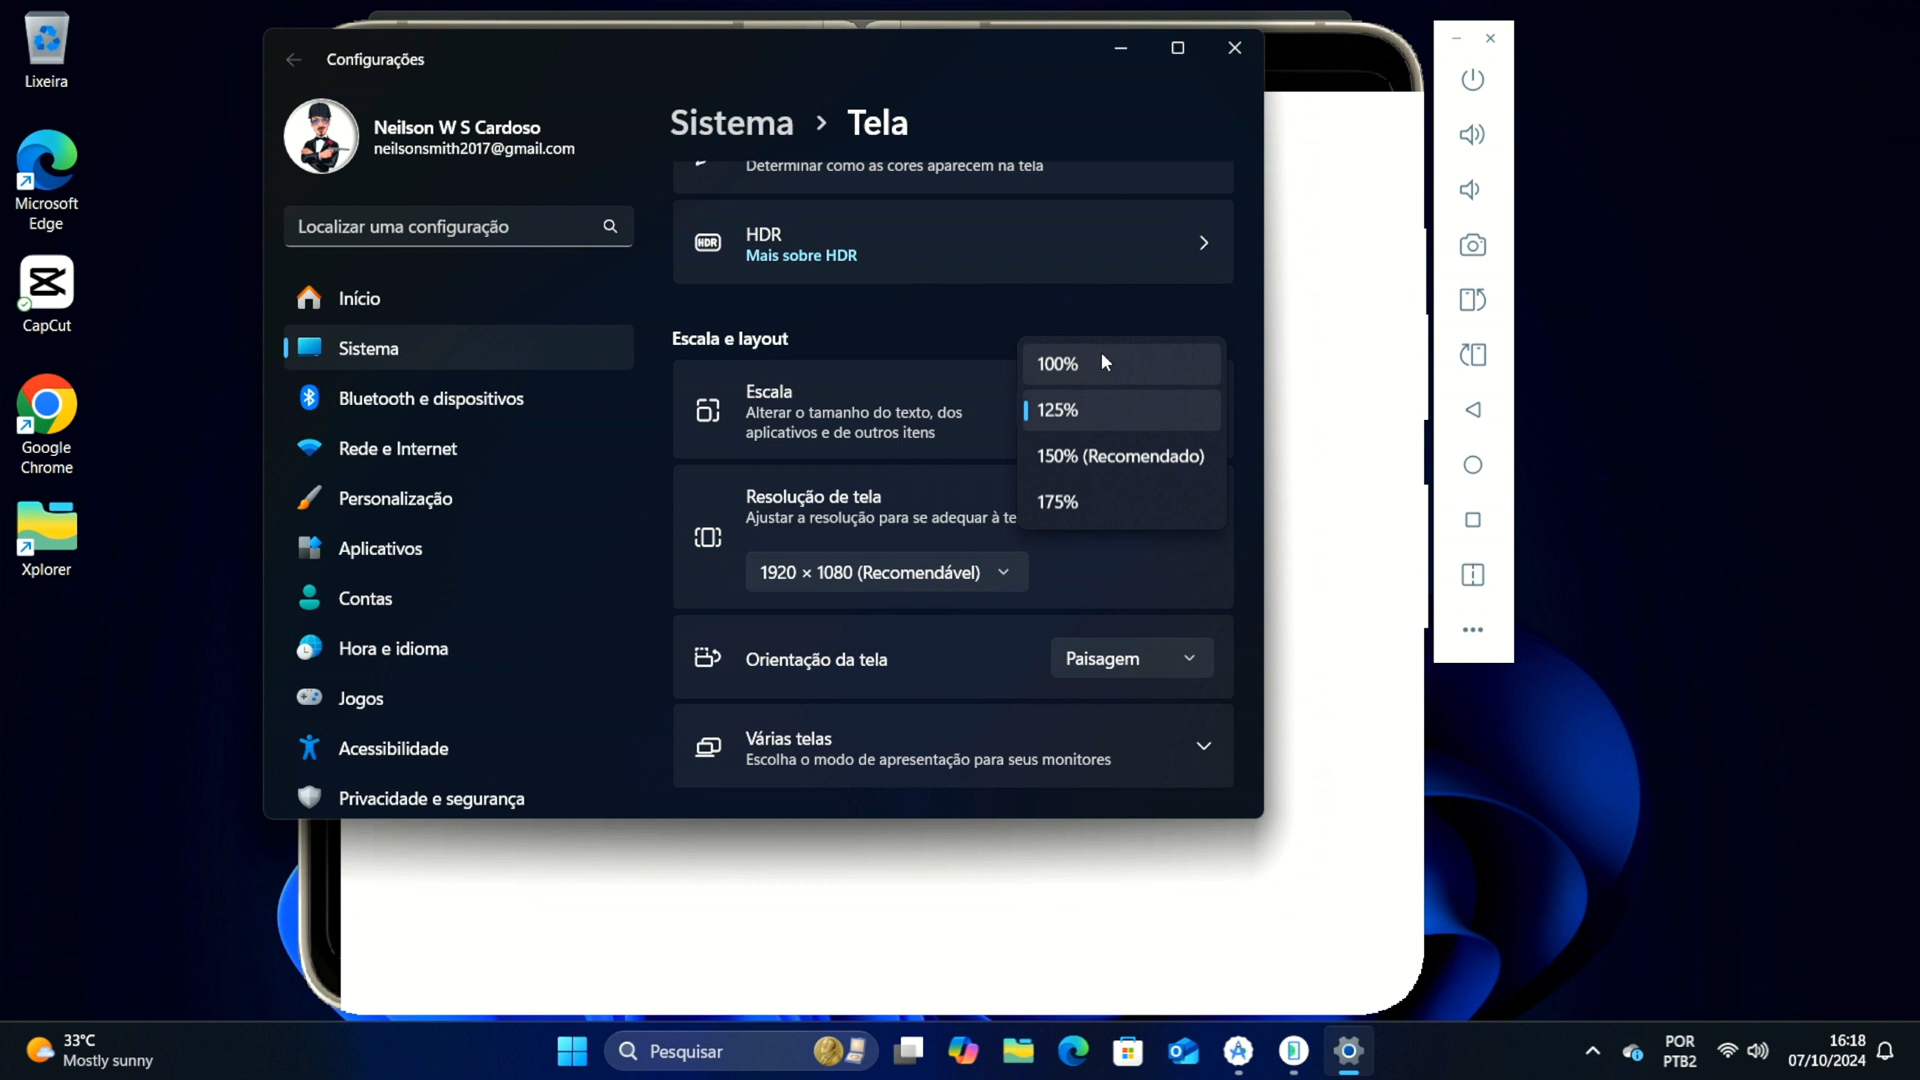 Lixeira
Microsoft
Edge
CapCut
Google
Chrome
Xplorer
Configurações
Neilson W S Cardoso
neilsonsmith2017@gmail.com
Localizar uma configuração
Início
Sistema
Bluetooth e dispositivos
Rede e Internet
Personalização
Aplicativos
Contas
Hora e idioma
Jogos
Acessibilidade
Privacidade e segurança
Sistema > Tela
Determinar como as cores aparecem na tela
HDR
HDR
Mais sobre HDR
Escala e layout
Escala
Alterar o tamanho do texto, dos
aplicativos e de outros itens
100%
125%
150% (Recomendado)
175%
Resolução de tela
Ajustar a resolução para se adequar à te
1920 × 1080 (Recomendável)
Orientação da tela
Paisagem
Várias telas
Escolha o modo de apresentação para seus monitores
33°C
Mostly sunny
Pesquisar
POR
PTB2
16:18
07/10/2024